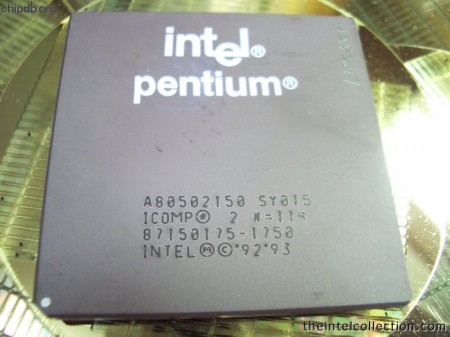 chipdb.org
intel®
pentium®
A80502150 SY015
ICOMP® 2 #=114
87150175-1750
INTEL Ⓜ © '92 '93
theintelcollection.com